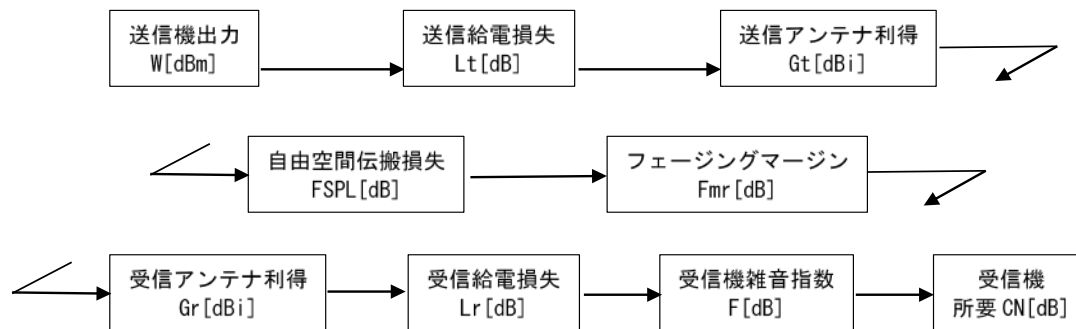 送信機出力
W[dBm]
送信給電損失
Lt[dB]
送信アンテナ利得
Gt[dBi]
自由空間伝搬損失
FSPL[dB]
フェージングマージン
Fmr[dB]
受信アンテナ利得
Gr[dBi]
受信給電損失
Lr[dB]
受信機雑音指数
F[dB]
受信機
所要 CN[dB]